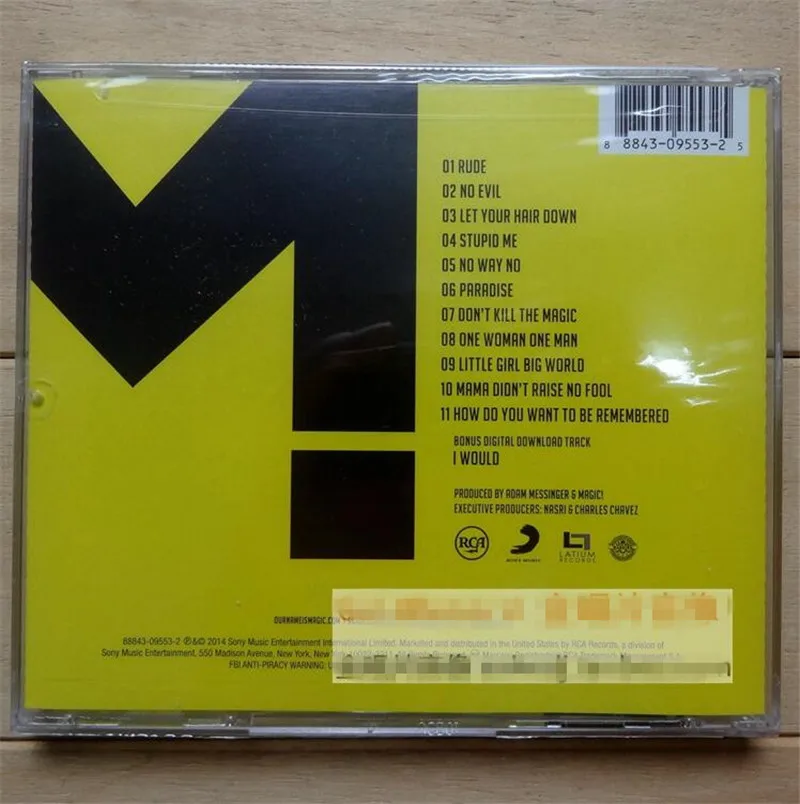 8 8843-09553-2 5
01 RUDE
02 NO EVIL
03 LET YOUR HAIR DOWN
04 STUPID ME
05 NO WAY NO
06 PARADISE
07 DON'T KILL THE MAGIC
08 ONE WOMAN ONE MAN
09 LITTLE GIRL BIG WORLD
10 MAMA DIDN'T RAISE NO FOOL
11 HOW DO YOU WANT TO BE REMEMBERED
BONUS DIGITAL DOWNLOAD TRACK
I WOULD
PRODUCED BY ADAM MESSINGER & MAGIC!
EXECUTIVE PRODUCERS: NASRI & CHARLES CHAVEZ
RCA
SONY MUSIC
LATIUM
RECORDS
OURNAMEISMAGIC.COM
88843-09553-2 ℗&© 2014 Sony Music Entertainment International Limited. Marketed and distributed in the United States by RCA Records, a division of
Sony Music Entertainment, 550 Madison Avenue, New York, New
FBI ANTI-PIRACY WARNING: